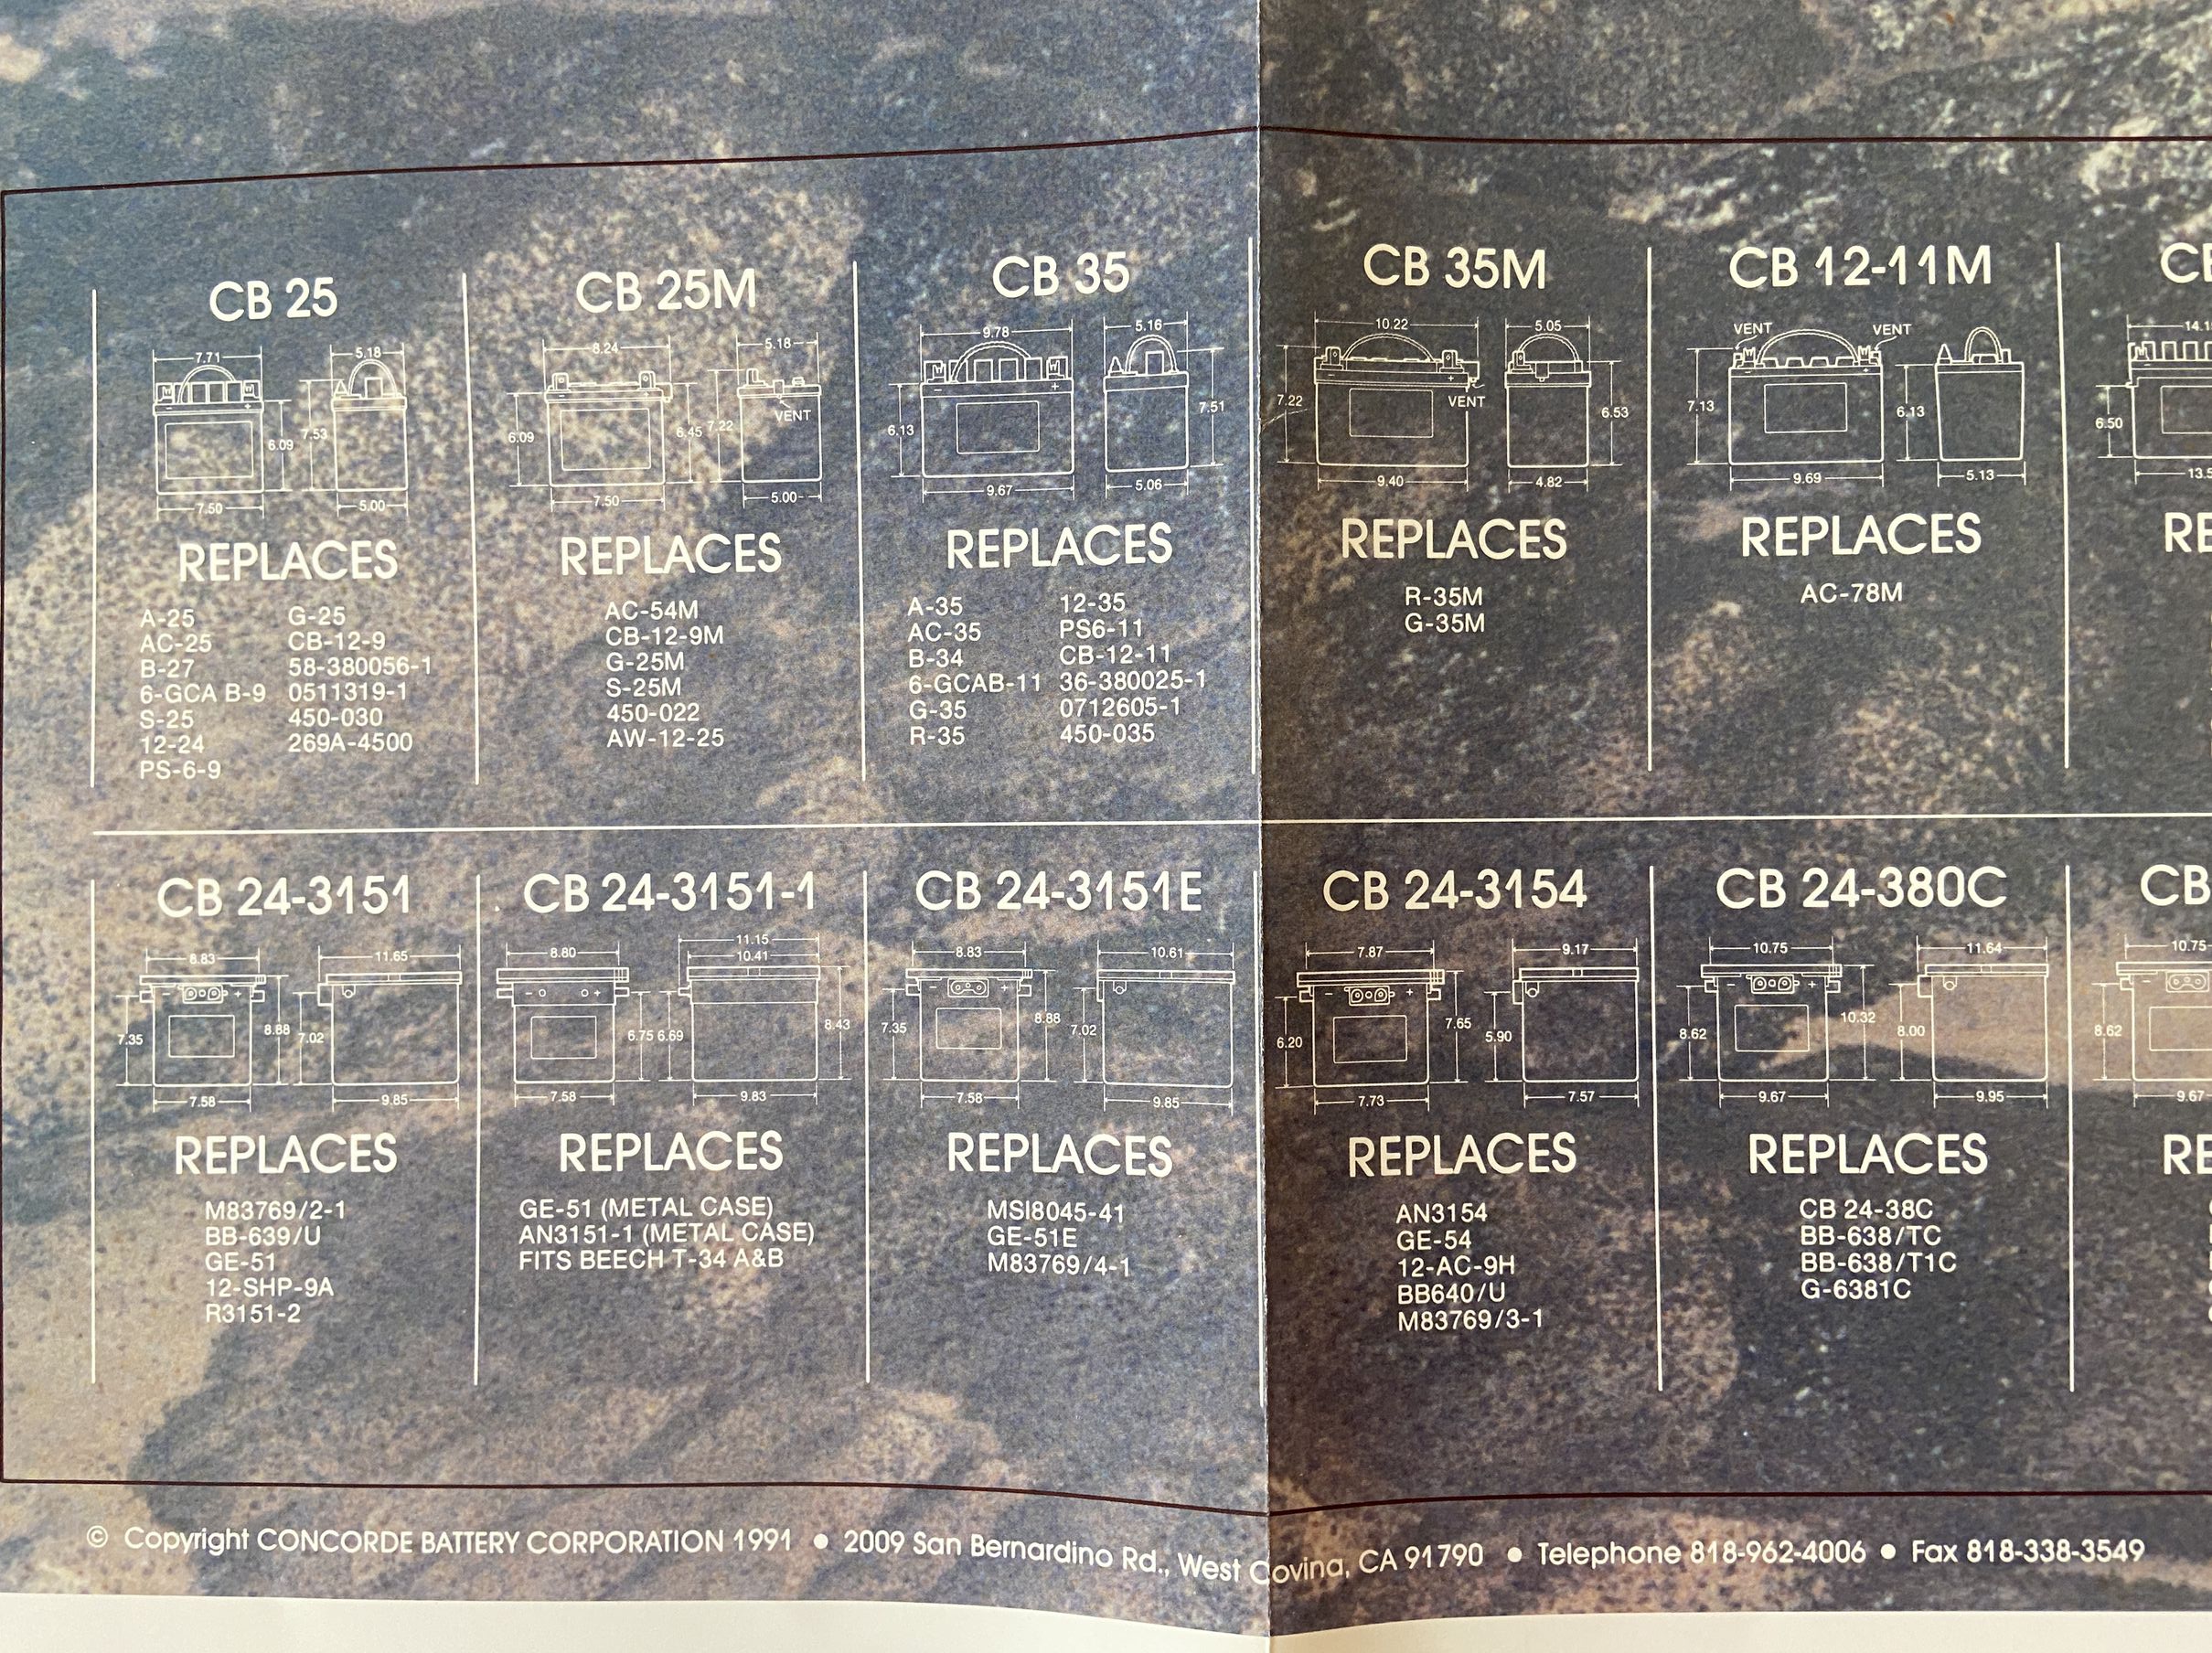 CB 25
7.71
5.18
6.09
7.53
7.50
5.00
REPLACES
A-25
AC-25
B-27
6-GCA B-9
S-25
12-24
PS-6-9
G-25
CB-12-9
58-380056-1
0511319-1
450-030
269A-4500
CB 25M
8.24
5.18
6.09
6.45
7.22
VENT
7.50
5.00
REPLACES
AC-54M
CB-12-9M
G-25M
S-25M
450-022
AW-12-25
CB 35
9.78
5.16
6.13
7.51
9.67
5.06
REPLACES
A-35
AC-35
B-34
6-GCAB-11
G-35
R-35
12-35
PS6-11
CB-12-11
36-380025-1
0712605-1
450-035
CB 35M
10.22
5.05
7.22
VENT
6.53
9.40
4.82
REPLACES
R-35M
G-35M
CB 12-11M
VENT
VENT
7.13
6.13
9.69
5.13
REPLACES
AC-78M
6.50
CB 24-3151
8.83
11.65
7.35
8.88
7.02
7.58
9.85
REPLACES
M83769/2-1
BB-639/U
GE-51
12-SHP-9A
R3151-2
CB 24-3151-1
11.15
8.80
10.41
6.75
6.69
8.43
7.58
9.83
REPLACES
GE-51 (METAL CASE)
AN3151-1 (METAL CASE)
FITS BEECH T-34 A&B
CB 24-3151E
8.83
10.61
7.35
8.88
7.02
7.58
9.85
REPLACES
MSI8045-41
GE-51E
M83769/4-1
CB 24-3154
7.87
9.17
6.20
7.65
5.90
7.73
7.57
REPLACES
AN3154
GE-54
12-AC-9H
BB640/U
M83769/3-1
CB 24-380C
10.75
11.64
8.62
10.32
8.00
9.67
9.95
REPLACES
CB 24-38C
BB-638/TC
BB-638/T1C
G-6381C
CB
10.75
8.62
9.67
© Copyright CONCORDE BATTERY CORPORATION 1991 • 2009 San Bernardino Rd., West Covina, CA 91790 • Telephone 818-962-4006 • Fax 818-338-3549